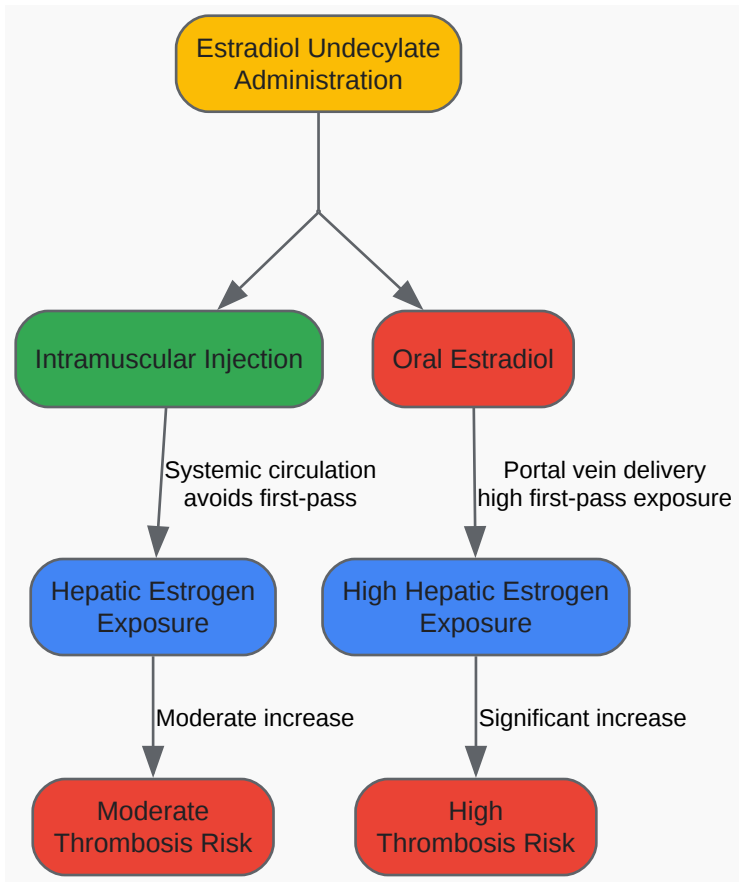 Estradiol Undecylate
Administration
Intramuscular Injection
Oral Estradiol
Systemic circulation
avoids first-pass
Portal vein delivery
high first-pass exposure
Hepatic Estrogen
Exposure
High Hepatic Estrogen
Exposure
Moderate increase
Significant increase
Moderate
Thrombosis Risk
High
Thrombosis Risk